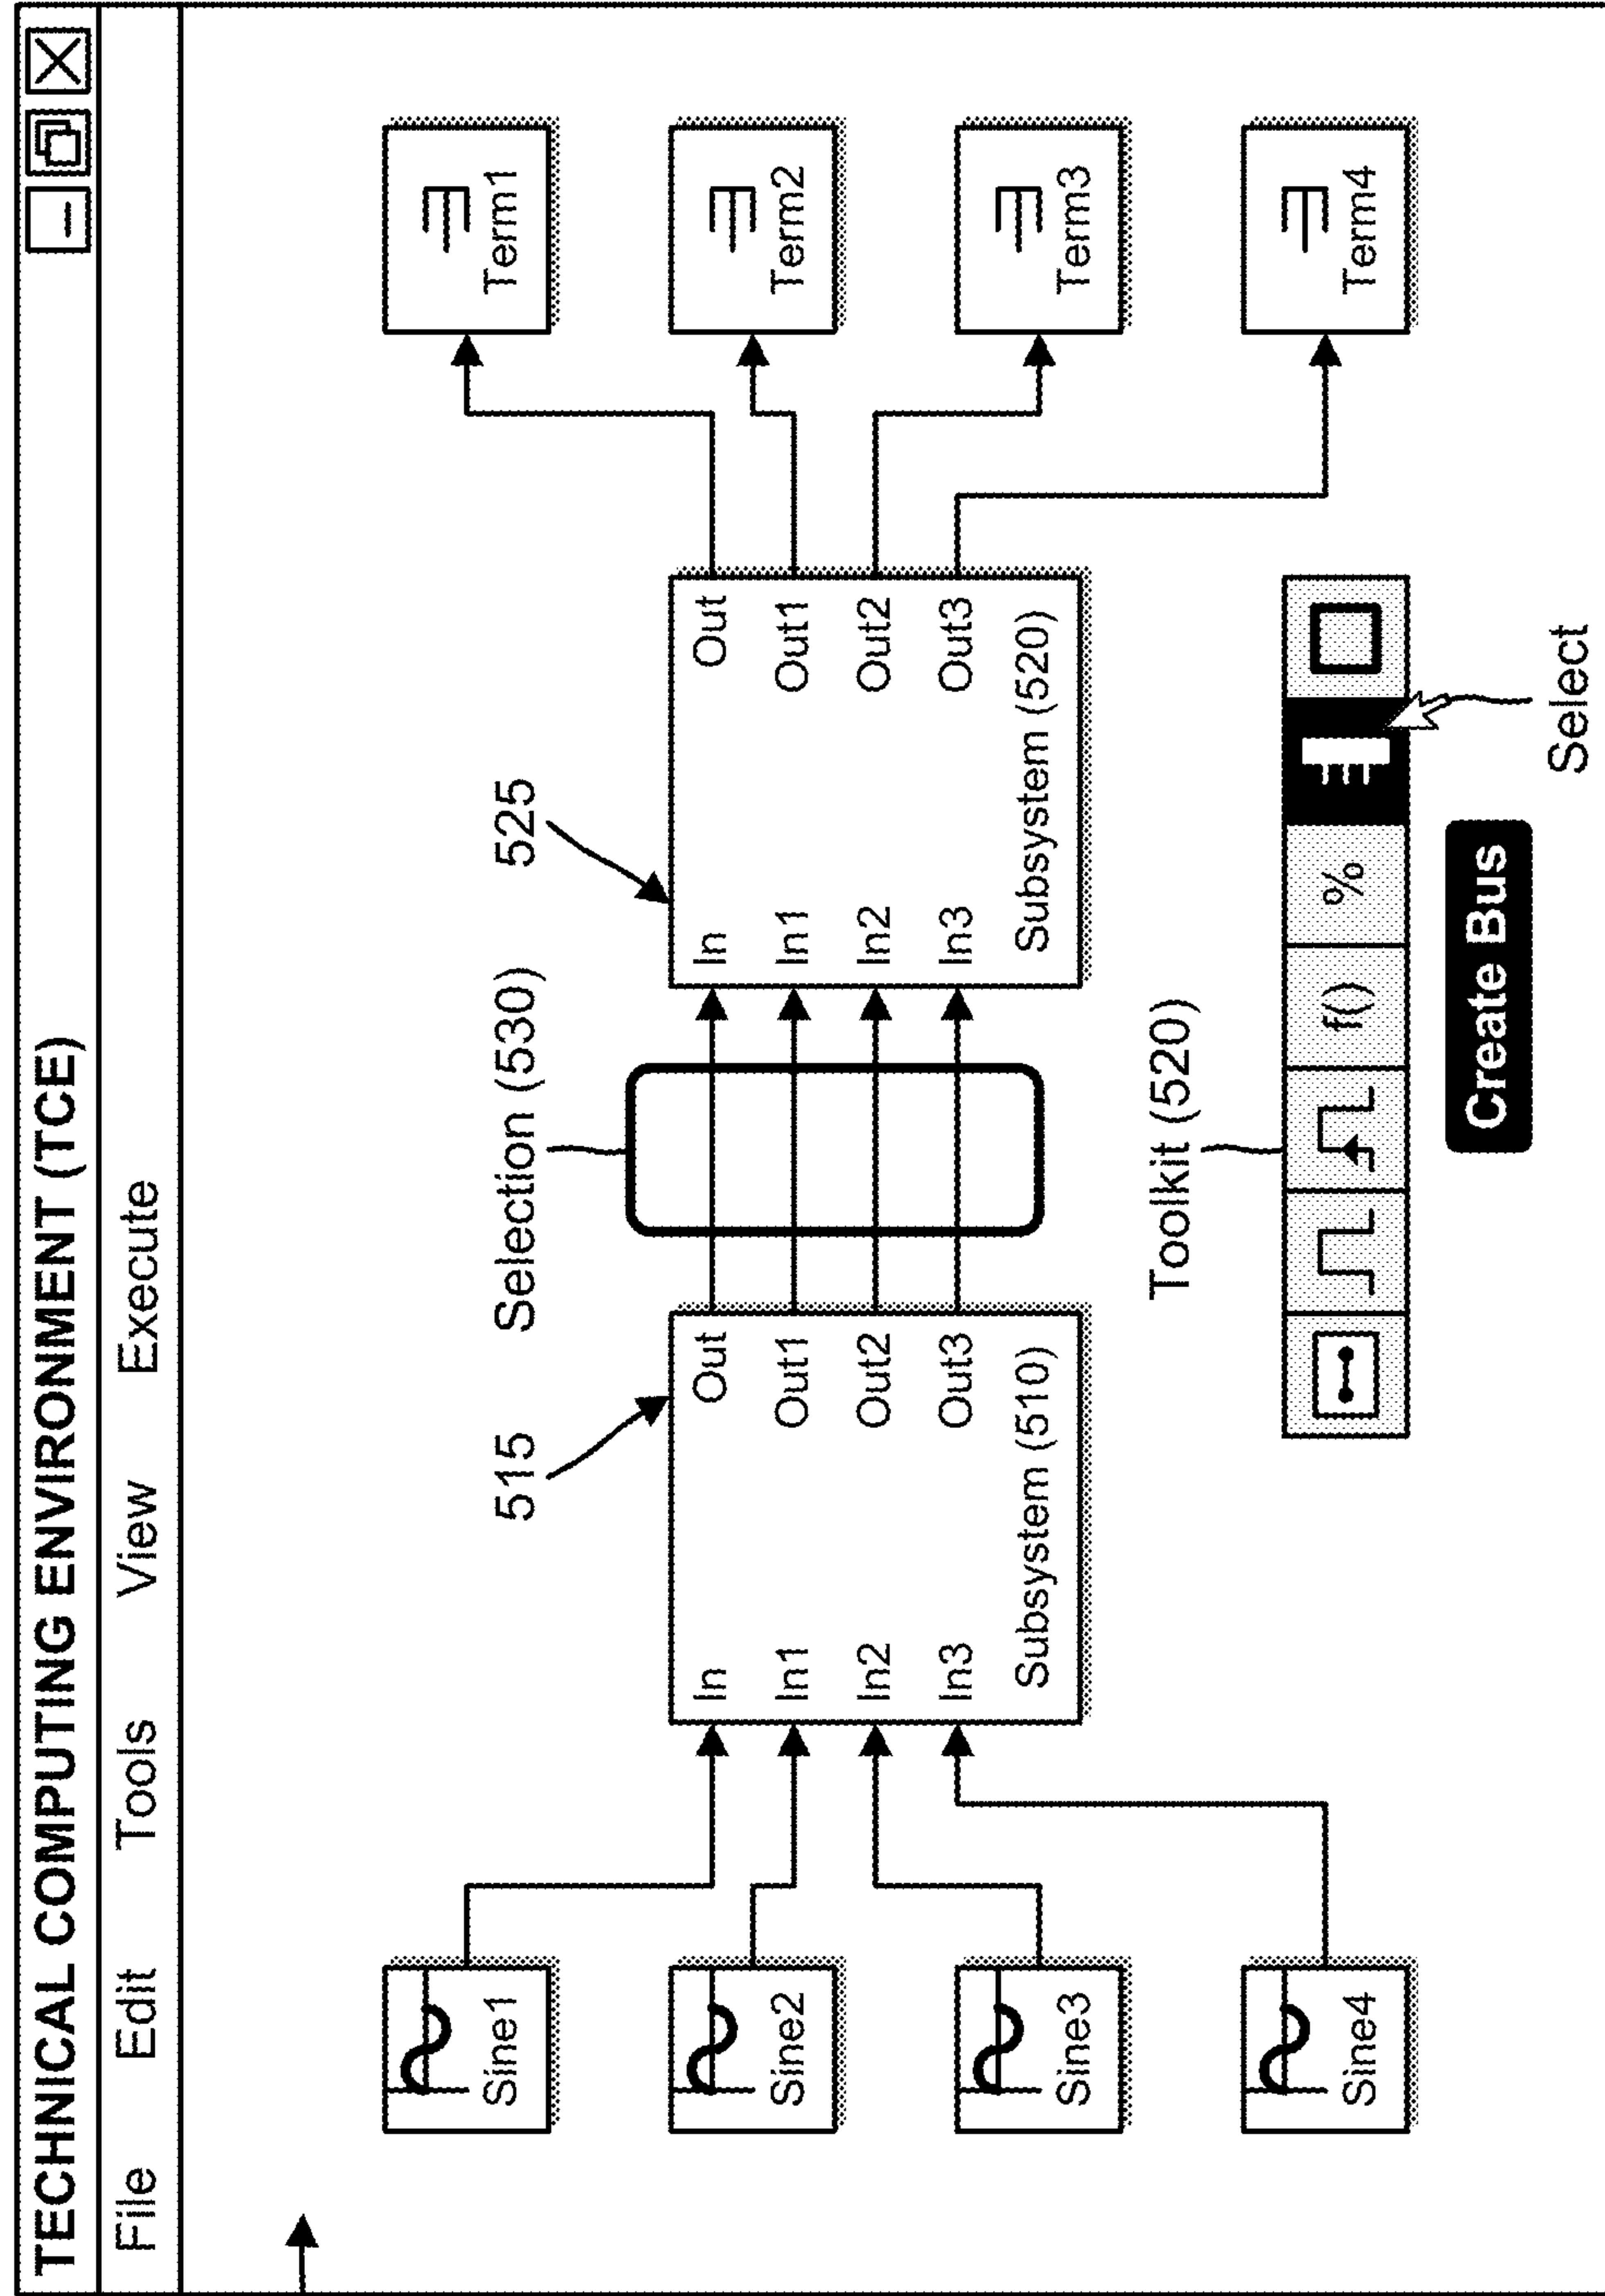 TECHNICAL COMPUTING ENVIRONMENT (TCE)
File Edit Tools View Execute
Sine1
Sine2
Sine3
Sine4
515
In Out
In1 Out1
In2 Out2
In3 Out3
Subsystem (510)
Selection (530)
525
In Out
In1 Out1
In2 Out2
In3 Out3
Subsystem (520)
Term1
Term2
Term3
Term4
Toolkit (520)
f() %
Create Bus
Select